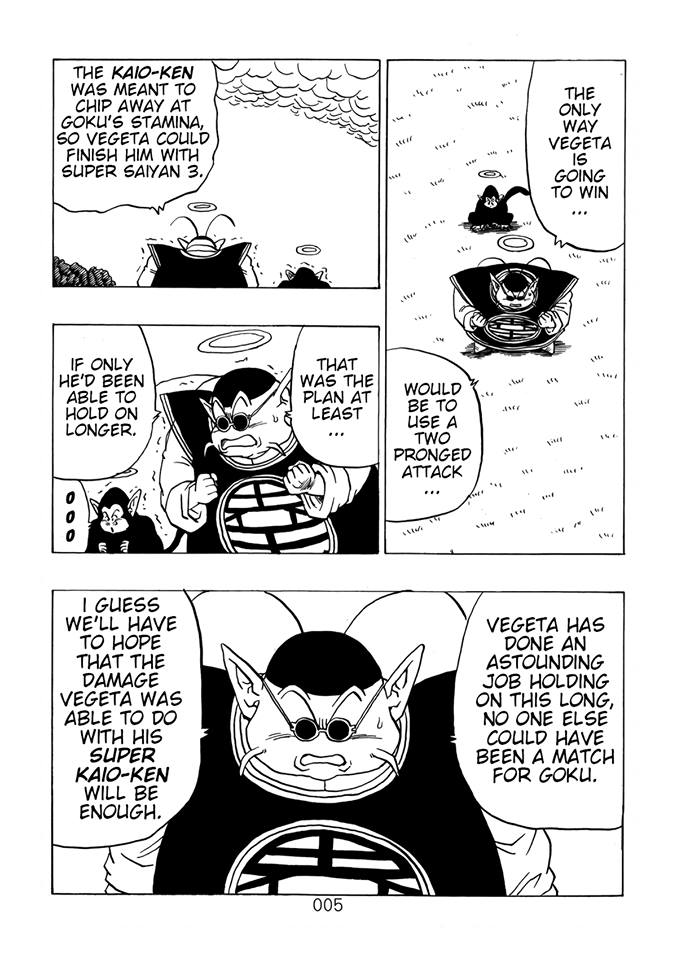 THE
ONLY
WAY
VEGETA
IS
GOING
TO WIN
...
WOULD
BE TO
USE A
TWO
PRONGED
ATTACK
...
THE KAIO-KEN
WAS MEANT TO
CHIP AWAY AT
GOKU'S STAMINA,
SO VEGETA COULD
FINISH HIM WITH
SUPER SAIYAN 3.
THAT
WAS THE
PLAN AT
LEAST
...
IF ONLY
HE'D BEEN
ABLE TO
HOLD ON
LONGER.
...
VEGETA HAS
DONE AN
ASTOUNDING
JOB HOLDING
ON THIS LONG,
NO ONE ELSE
COULD HAVE
BEEN A MATCH
FOR GOKU.
I GUESS
WE'LL HAVE
TO HOPE
THAT THE
DAMAGE
VEGETA WAS
ABLE TO DO
WITH HIS
SUPER
KAIO-KEN
WILL BE
ENOUGH.
005